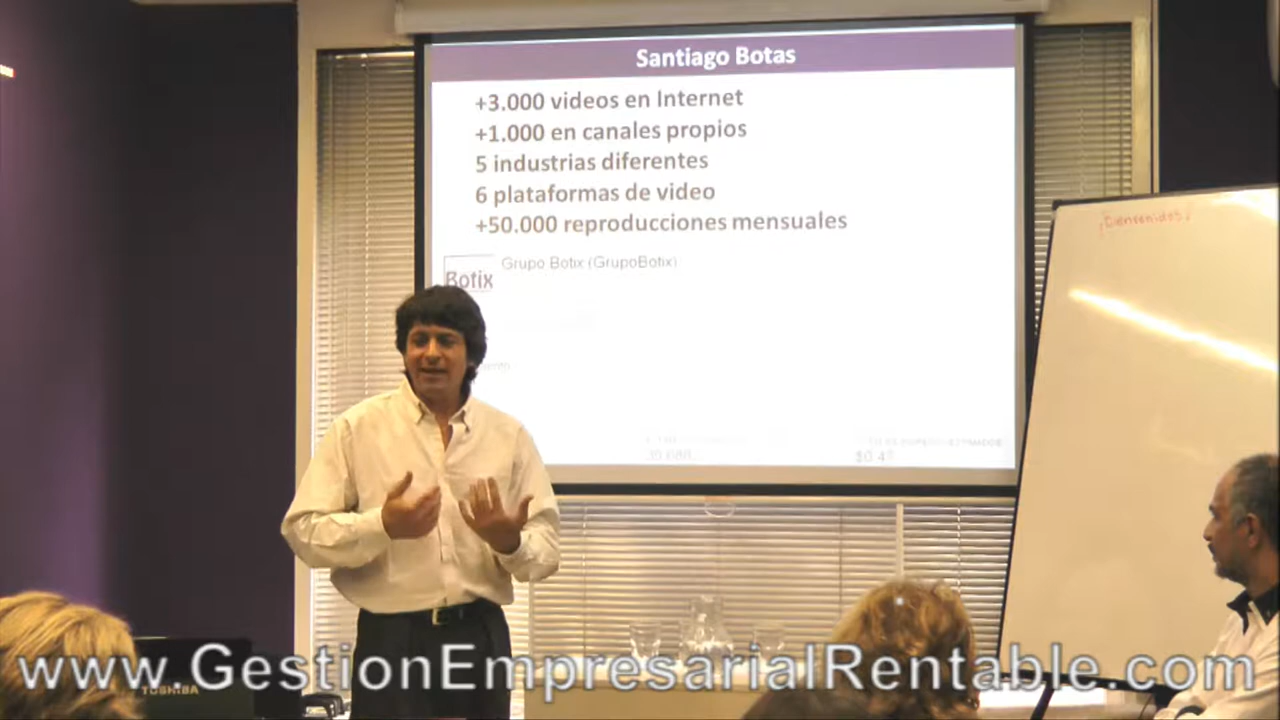 Santiago Botas
+3.000 videos en Internet
+1.000 en canales propios
5 industrias diferentes
6 plataformas de video
+50.000 reproducciones mensuales
Botix
Grupo Botix (GrupoBotix)
¡Bienvenidos!
www.GestionEmpresarialRentable.com
TOSHIBA